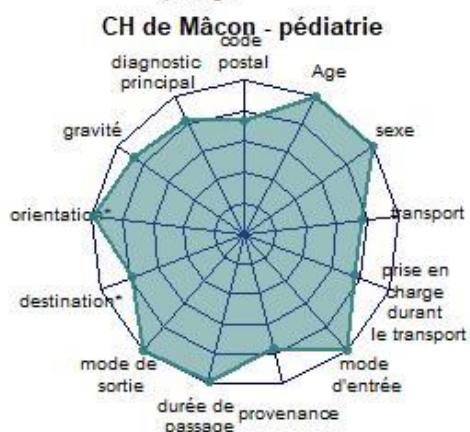 CH de Mâcon - pédiatrie
code
postal
Age
sexe
transport
prise en
charge
durant
le transport
mode
d'entrée
provenance
durée de
passage
mode de
sortie
destination*
orientation*
gravité
diagnostic
principal